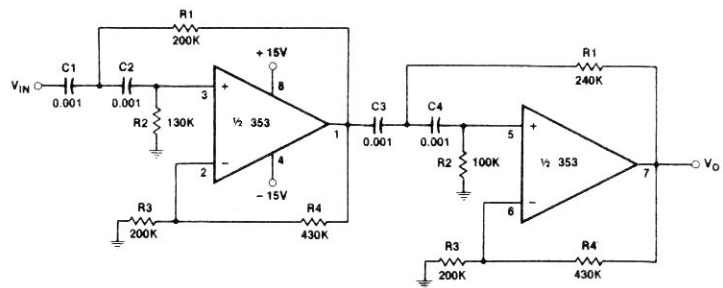 R1
200K
+ 15V
C1
C2
V_IN
0.001
0.001
3
+
8
R2
130K
½ 353
1
C3
C4
0.001
0.001
2
−
4
− 15V
R3
200K
R4
430K
R1
240K
5
+
R2
100K
½ 353
7
V_O
6
−
R3
200K
R4
430K